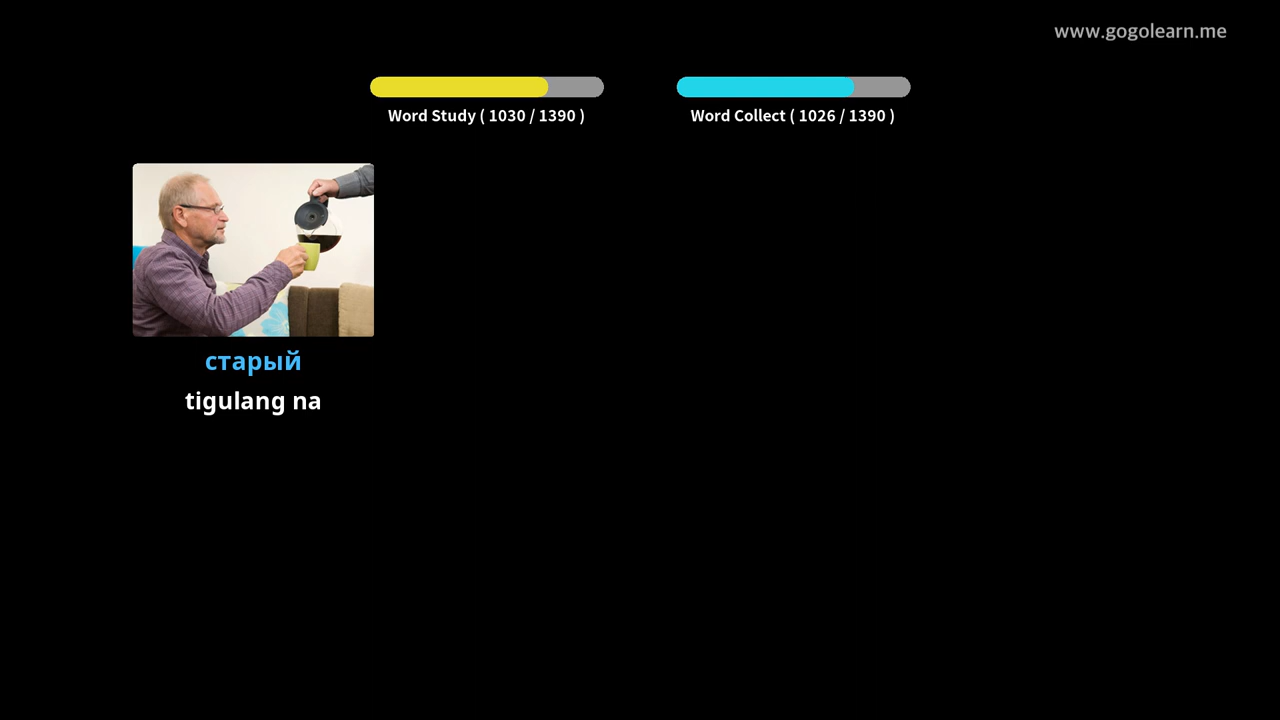 www.gogolearn.me
Word Study ( 1030 / 1390 )
Word Collect ( 1026 / 1390 )
старый
tigulang na